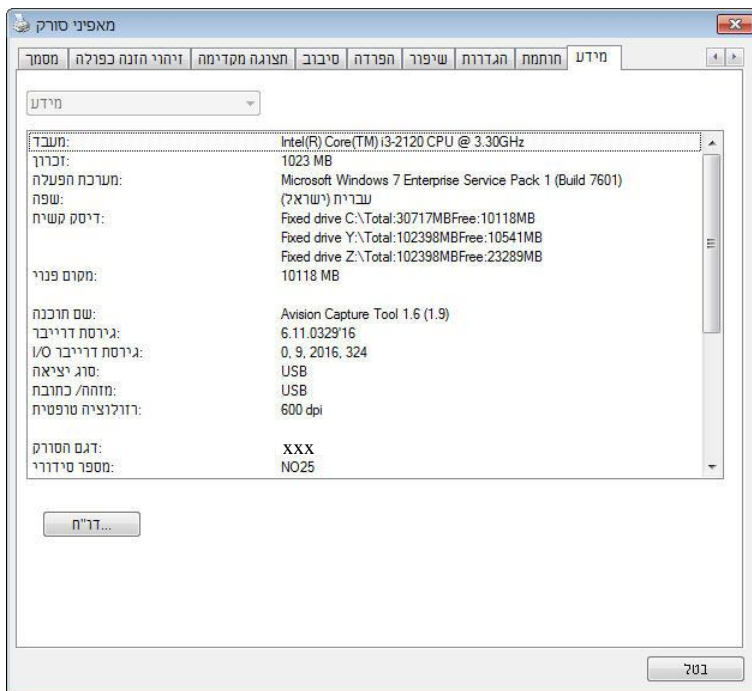 מאפיני סורק
מסמך זיהוי הזנה כפולה תצוגה מקדימה סיבוב הפרדה שיפור הגדרות חותמת מידע
מידע
מעבד: Intel(R) Core(TM) i3-2120 CPU @ 3.30GHz
זכרון: 1023 MB
מערכת הפעלה: Microsoft Windows 7 Enterprise Service Pack 1 (Build 7601)
שפה: עברית (ישראל)
דיסק קשיח: Fixed drive C:\Total:30717MBFree:10118MB
Fixed drive Y:\Total:102398MBFree:10541MB
Fixed drive Z:\Total:102398MBFree:23289MB
מקום פנוי: 10118 MB
שם תוכנה: Avision Capture Tool 1.6 (1.9)
גירסת דרייבר: 6.11.0329'16
גירסת דרייבר I/O: 0, 9, 2016, 324
סוג יציאה: USB
מזהה/ כתובת: USB
רזולוציה טופטית: 600 dpi
דגם הסורק: xxx
מספר סידורי: NO25
דו"ח...
בטל